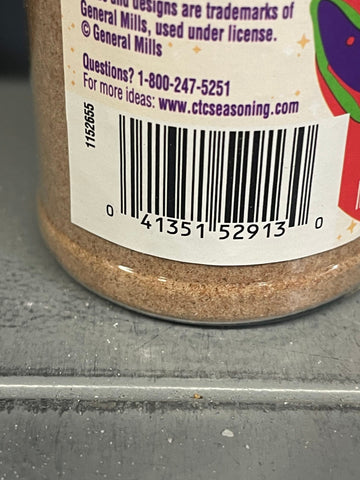 and designs are trademarks of
General Mills, used under license.
© General Mills
Questions? 1-800-247-5251
For more ideas: www.ctcseasoning.com
1152655
0 41351 52913 0